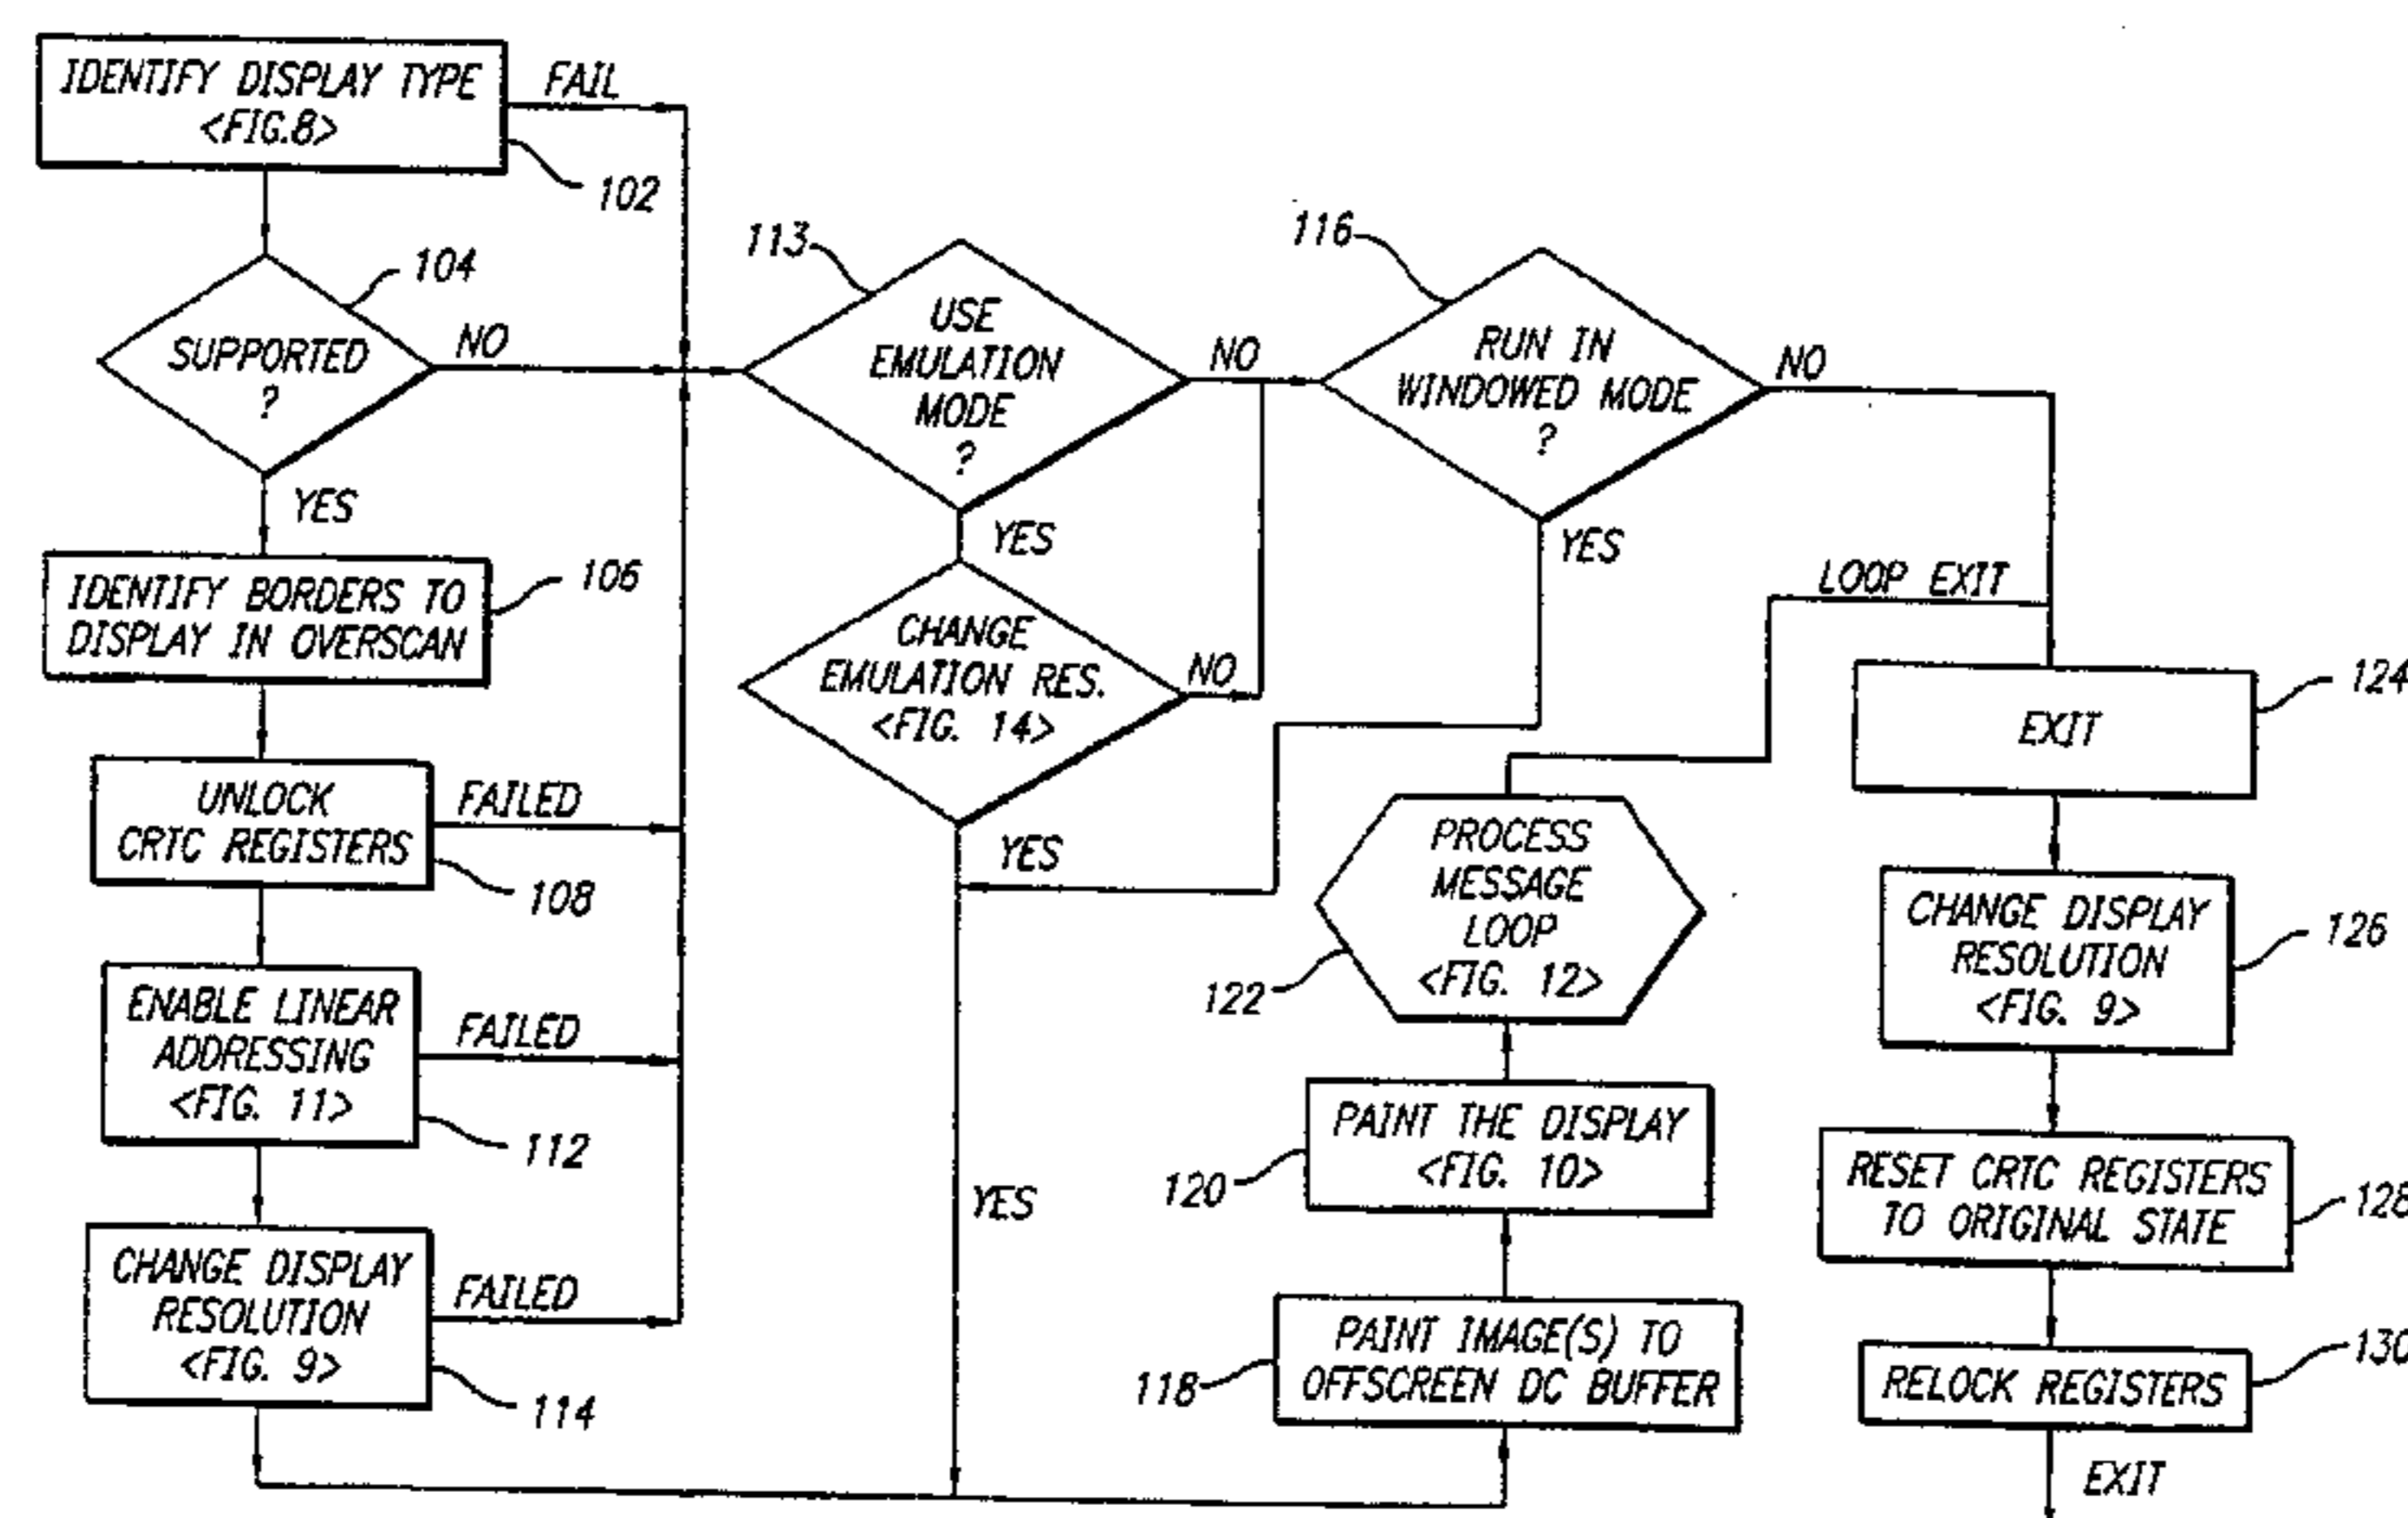 IDENTIFY DISPLAY TYPE
<FIG.8>
FAIL
102
104
SUPPORTED
?
NO
YES
IDENTIFY BORDERS TO
DISPLAY IN OVERSCAN
106
UNLOCK
CRTC REGISTERS
FAILED
108
ENABLE LINEAR
ADDRESSING
<FIG. 11>
FAILED
112
CHANGE DISPLAY
RESOLUTION
<FIG. 9>
FAILED
114
113
USE
EMULATION
MODE
?
NO
YES
CHANGE
EMULATION RES.
<FIG. 14>
NO
YES
YES
116
RUN IN
WINDOWED MODE
?
NO
YES
LOOP EXIT
PROCESS
MESSAGE
LOOP
<FIG. 12>
122
PAINT THE DISPLAY
<FIG. 10>
120
PAINT IMAGE(S) TO
OFFSCREEN DC BUFFER
118
EXIT
124
CHANGE DISPLAY
RESOLUTION
<FIG. 9>
126
RESET CRTC REGISTERS
TO ORIGINAL STATE
128
RELOCK REGISTERS
130
EXIT